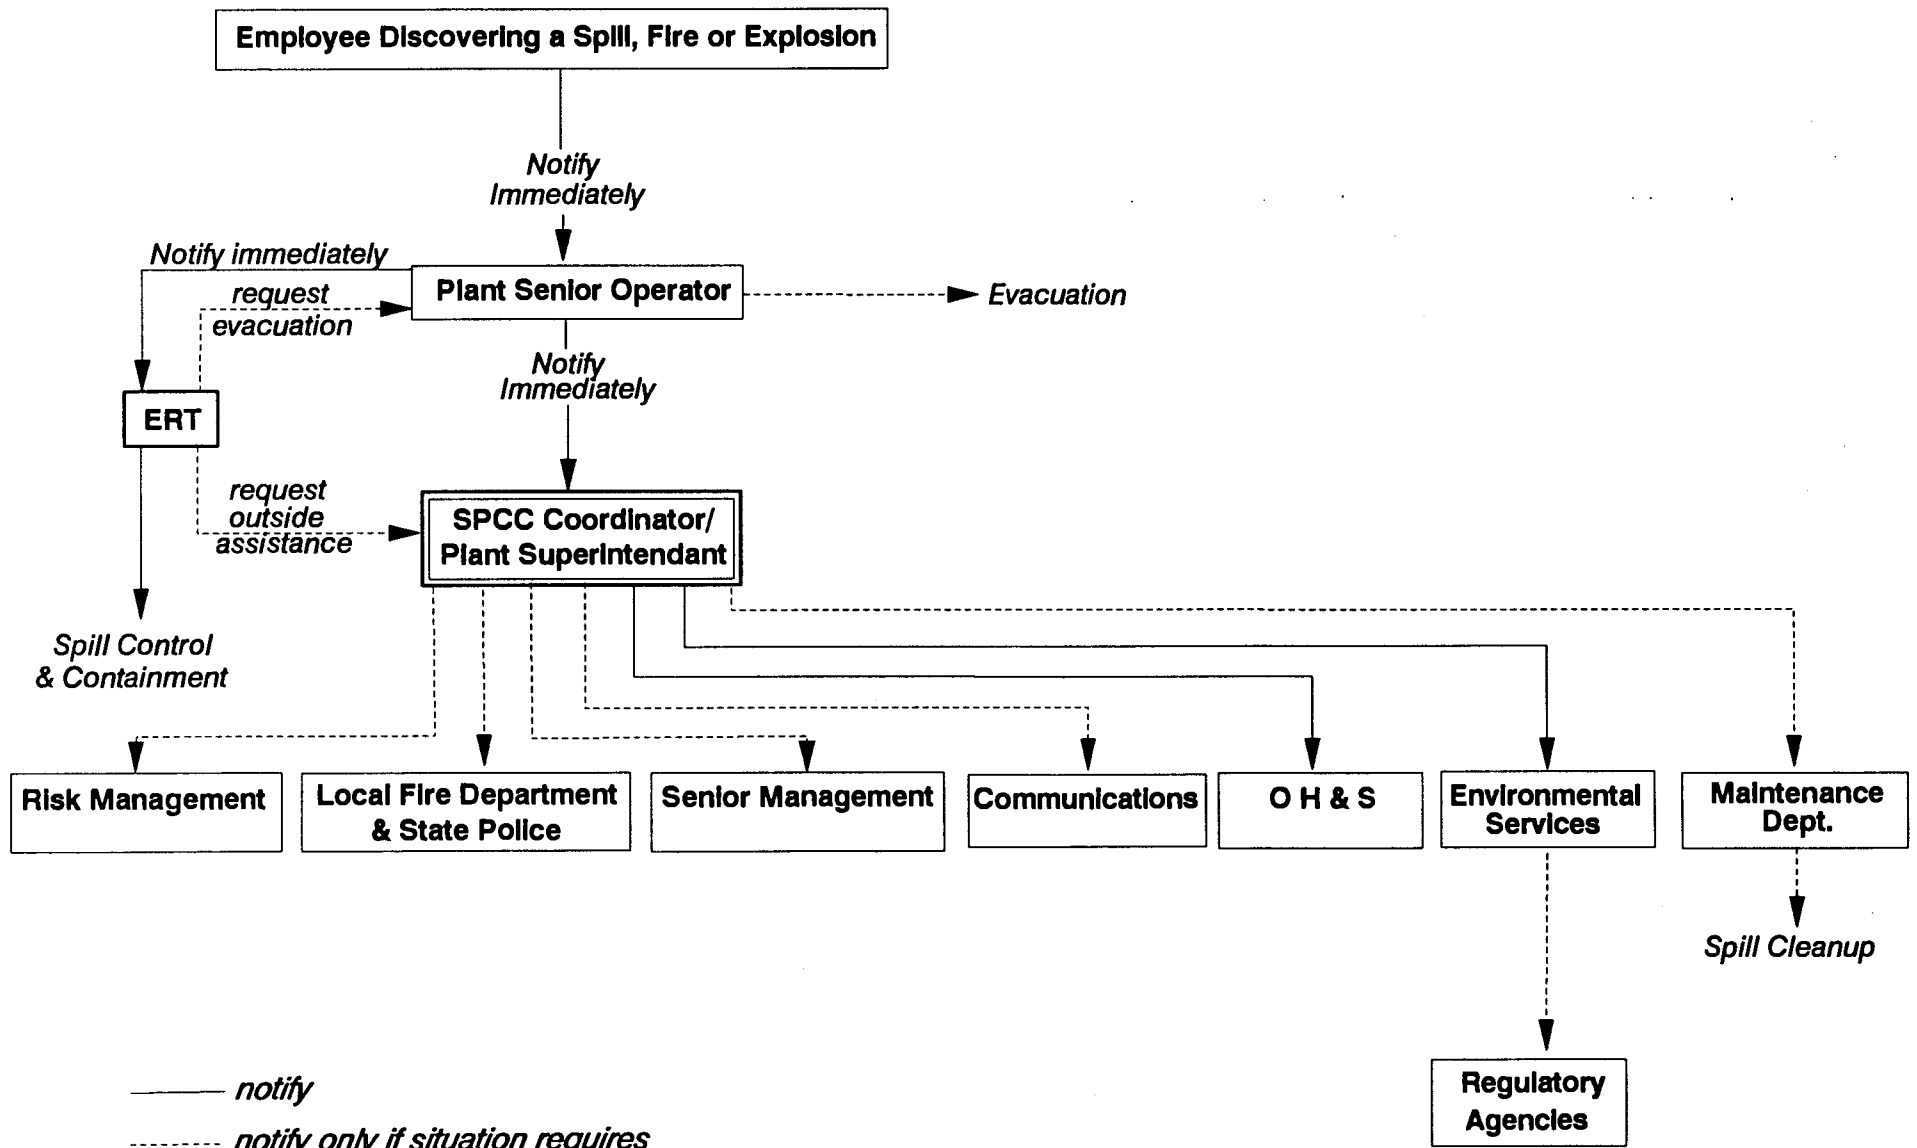 Employee Discovering a Spill, Fire or Explosion
Notify
Immediately
Notify immediately
Plant Senior Operator
Evacuation
request
evacuation
Notify
Immediately
ERT
request
outside
assistance
SPCC Coordinator/
Plant Superintendant
Spill Control
& Containment
Risk Management
Local Fire Department
& State Police
Senior Management
Communications
O H & S
Environmental
Services
Maintenance
Dept.
Spill Cleanup
Regulatory
Agencies
notify
notify only if situation requires